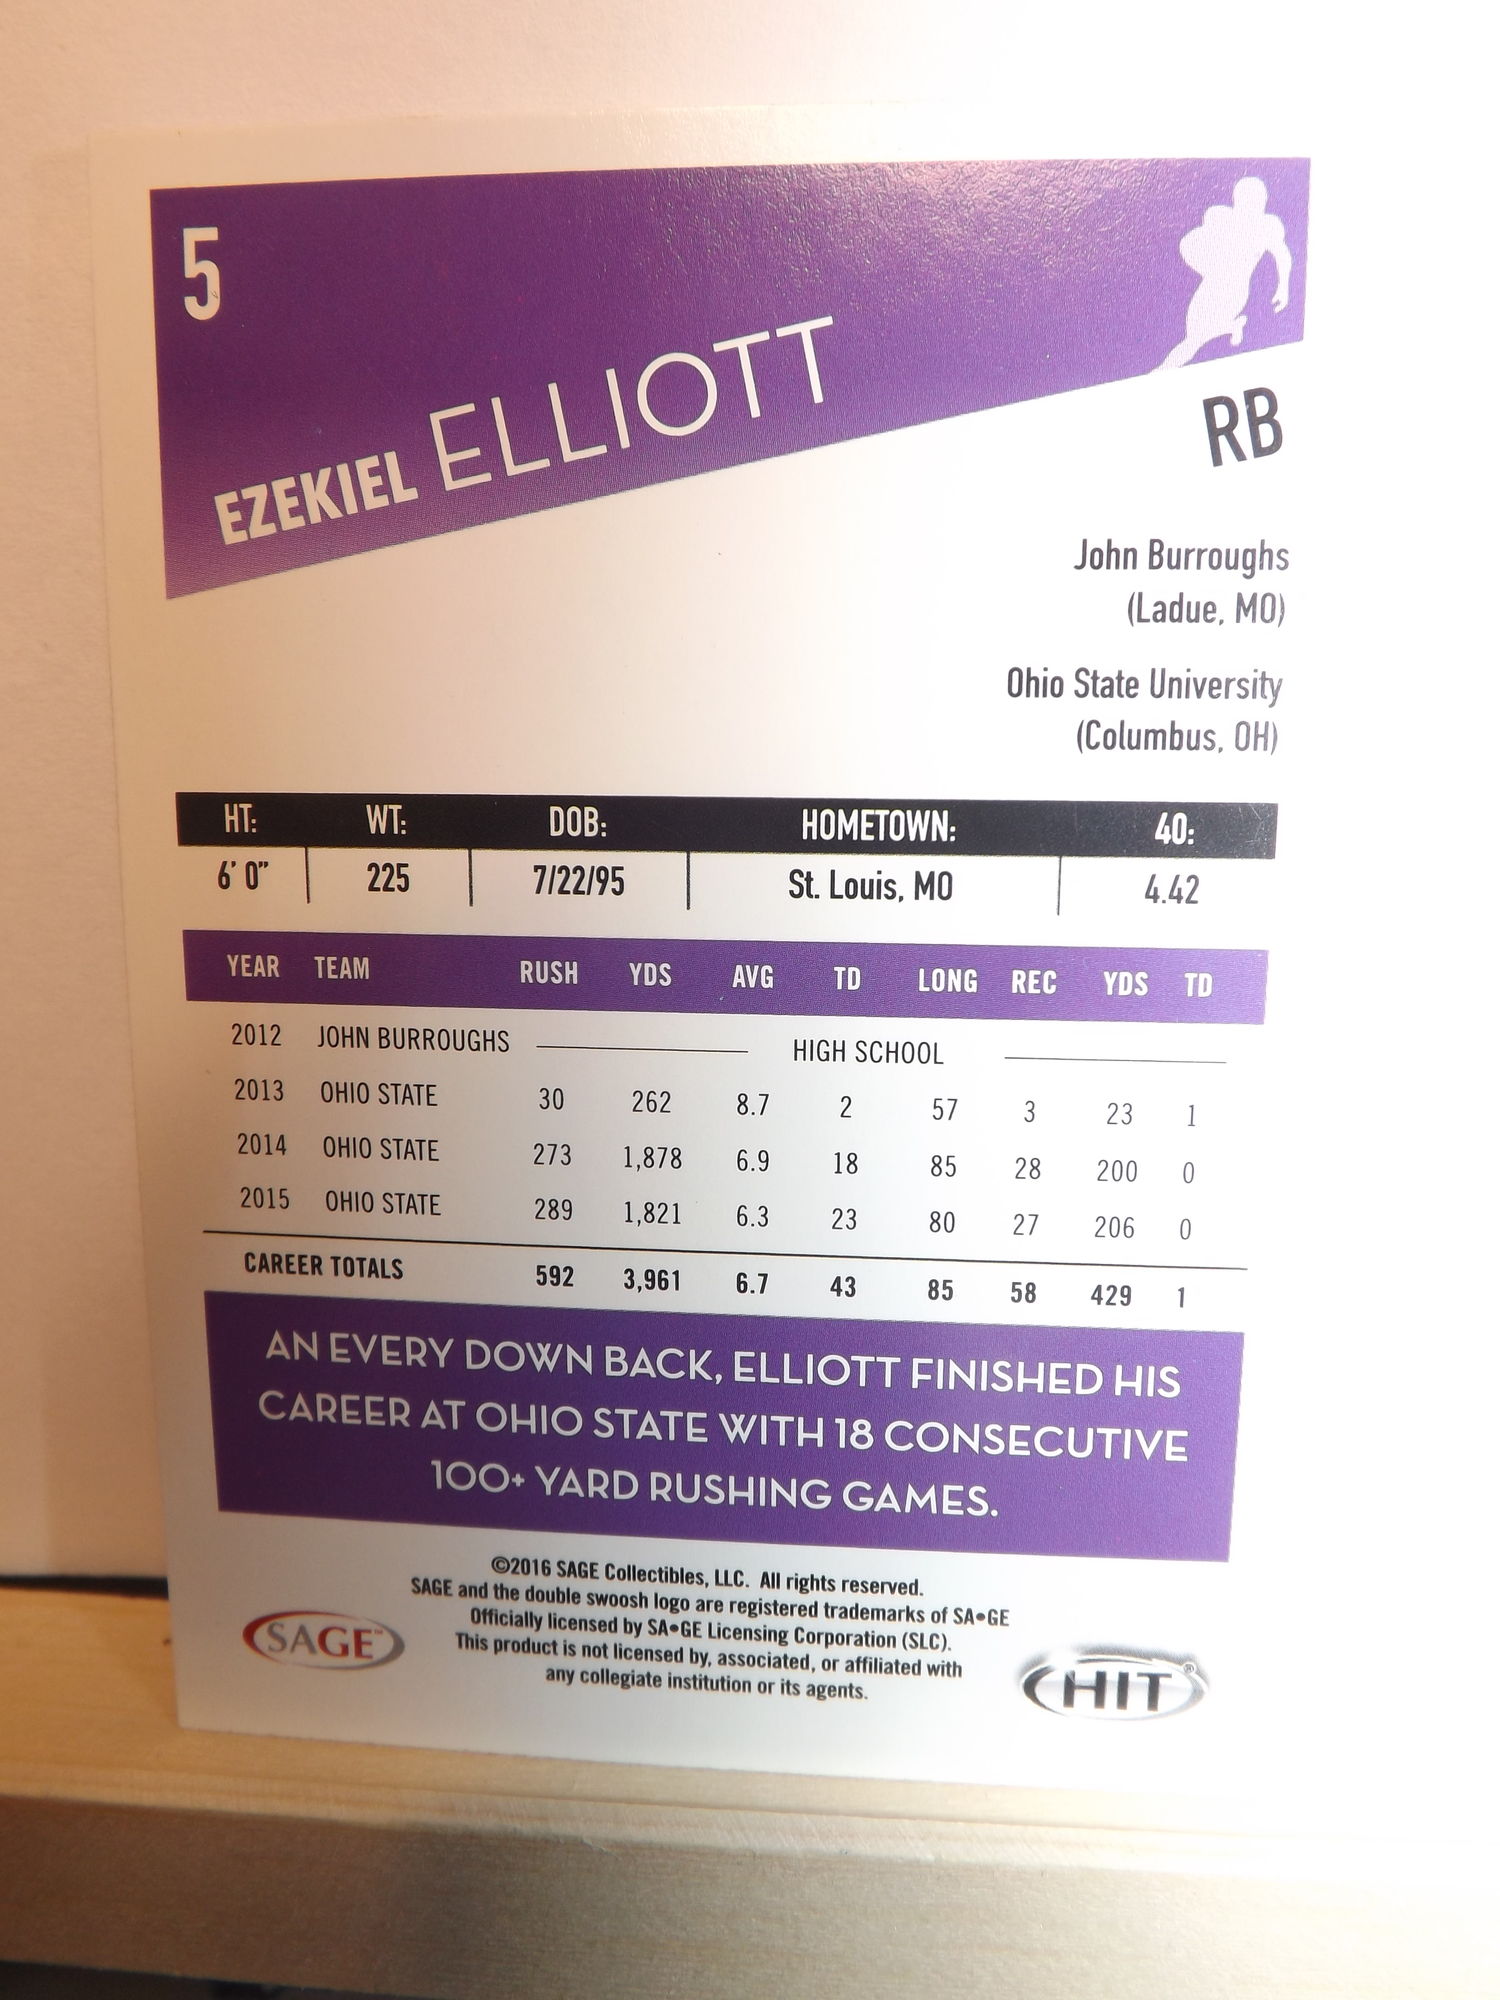 5
EZEKIEL ELLIOTT
RB
John Burroughs
(Ladue, MO)
Ohio State University
(Columbus, OH)
HT: WT: DOB: HOMETOWN: 40:
6' 0" 225 7/22/95 St. Louis, MO 4.42
YEAR TEAM RUSH YDS AVG TD LONG REC YDS TD
2012 JOHN BURROUGHS HIGH SCHOOL
2013 OHIO STATE 30 262 8.7 2 57 3 23 1
2014 OHIO STATE 273 1,878 6.9 18 85 28 200 0
2015 OHIO STATE 289 1,821 6.3 23 80 27 206 0
CAREER TOTALS 592 3,961 6.7 43 85 58 429 1
AN EVERY DOWN BACK, ELLIOTT FINISHED HIS
CAREER AT OHIO STATE WITH 18 CONSECUTIVE
100+ YARD RUSHING GAMES.
©2016 SAGE Collectibles, LLC. All rights reserved.
SAGE and the double swoosh logo are registered trademarks of SA•GE
Officially licensed by SA•GE Licensing Corporation (SLC).
This product is not licensed by, associated, or affiliated with
any collegiate institution or its agents.
SAGE™
HIT®